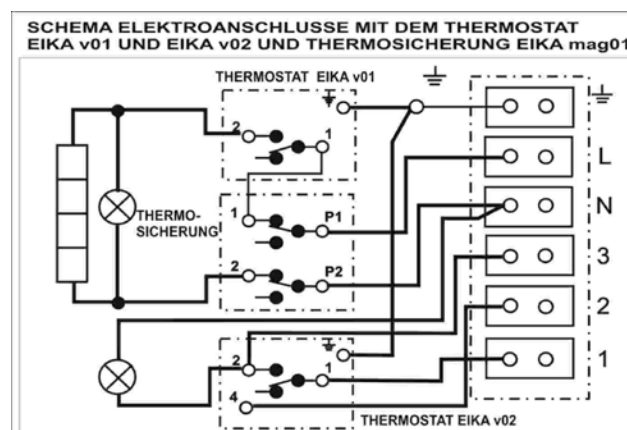 SCHEMA ELEKTROANSCHLUSSE MIT DEM THERMOSTAT
EIKA v01 UND EIKA v02 UND THERMOSICHERUNG EIKA mag01
THERMOSTAT EIKA v01
2
1
L
THERMO-
SICHERUNG
1
P1
N
2
P2
3
2
2
1
1
4
THERMOSTAT EIKA v02